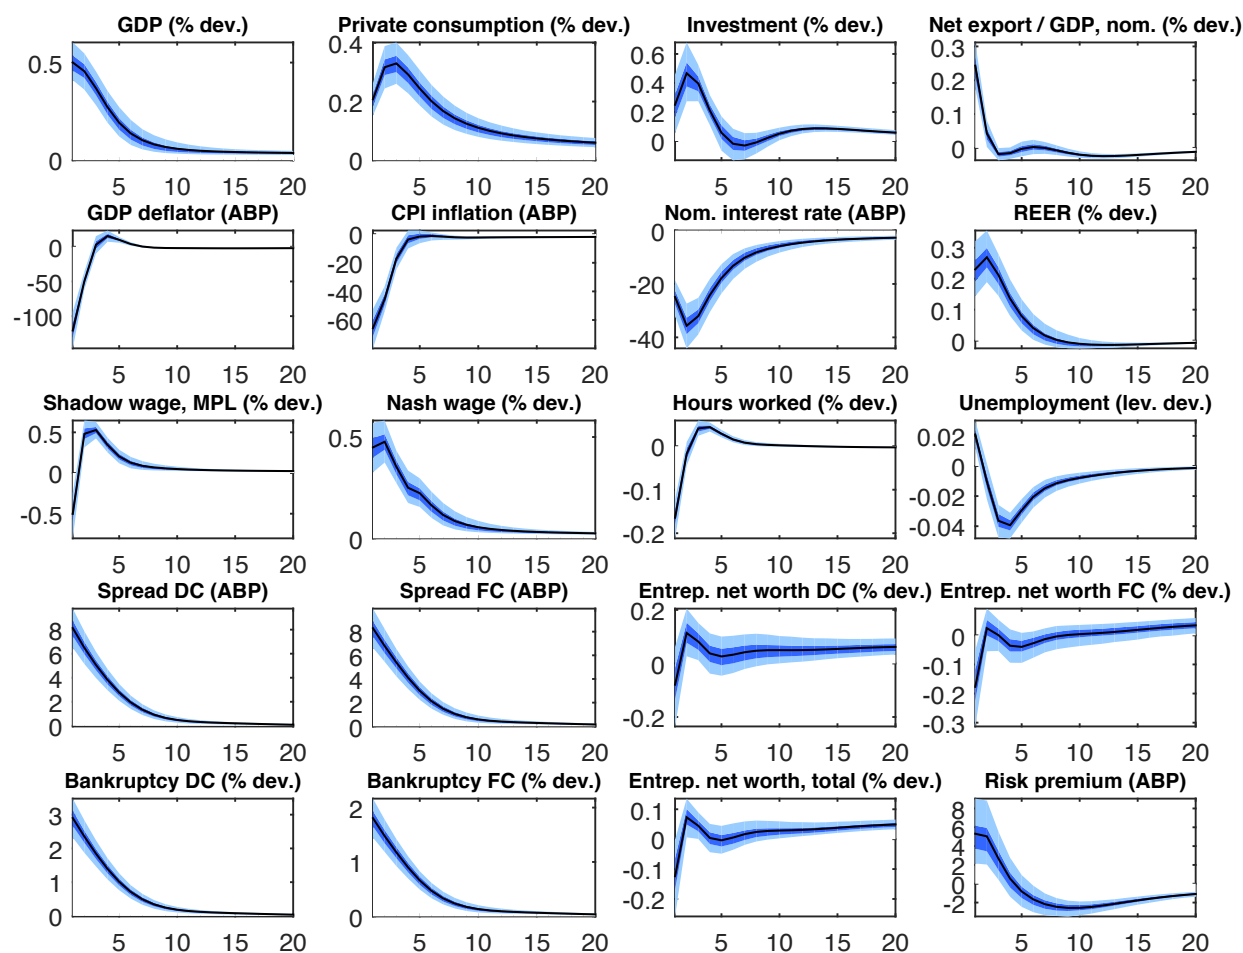 GDP (% dev.) Private consumption (% dev.) Investment (% dev.) Net export / GDP, nom. (% dev.)
0.5 0
0.4 0.2 0
0.6 0.4 0.2 0
0.3 0.2 0.1 0
5 10 15 20 5 10 15 20 5 10 15 20 5 10 15 20
GDP deflator (ABP) CPI inflation (ABP) Nom. interest rate (ABP) REER (% dev.)
0 -50 -100
0 -20 -40 -60
0 -20 -40
0.3 0.2 0.1 0
5 10 15 20 5 10 15 20 5 10 15 20 5 10 15 20
Shadow wage, MPL (% dev.) Nash wage (% dev.) Hours worked (% dev.) Unemployment (lev. dev.)
0.5 0 -0.5
0.5 0
0 -0.1 -0.2
0.02 0 -0.02 -0.04
5 10 15 20 5 10 15 20 5 10 15 20 5 10 15 20
Spread DC (ABP) Spread FC (ABP) Entrep. net worth DC (% dev.) Entrep. net worth FC (% dev.)
8 6 4 2 0
8 6 4 2 0
0.2 0 -0.2
0 -0.1 -0.2 -0.3
5 10 15 20 5 10 15 20 5 10 15 20 5 10 15 20
Bankruptcy DC (% dev.) Bankruptcy FC (% dev.) Entrep. net worth, total (% dev.) Risk premium (ABP)
3 2 1 0
2 1 0
0.1 0 -0.1 -0.2
8 6 4 2 0 -2
5 10 15 20 5 10 15 20 5 10 15 20 5 10 15 20